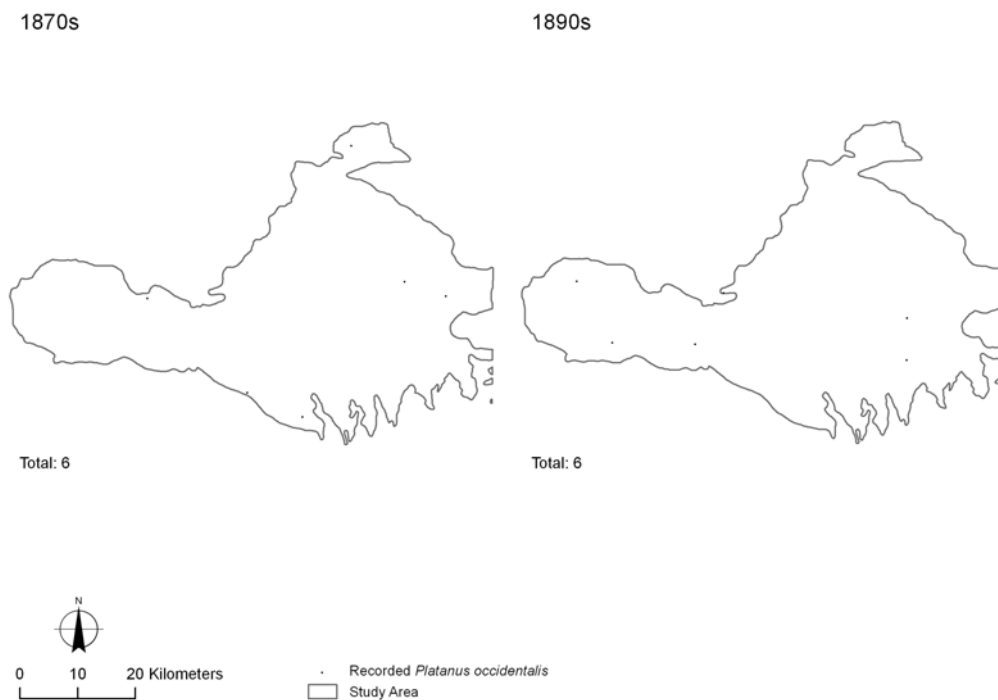 1870s
1890s
Total: 6
Total: 6
N
0 10 20 Kilometers
Recorded Platanus occidentalis
Study Area